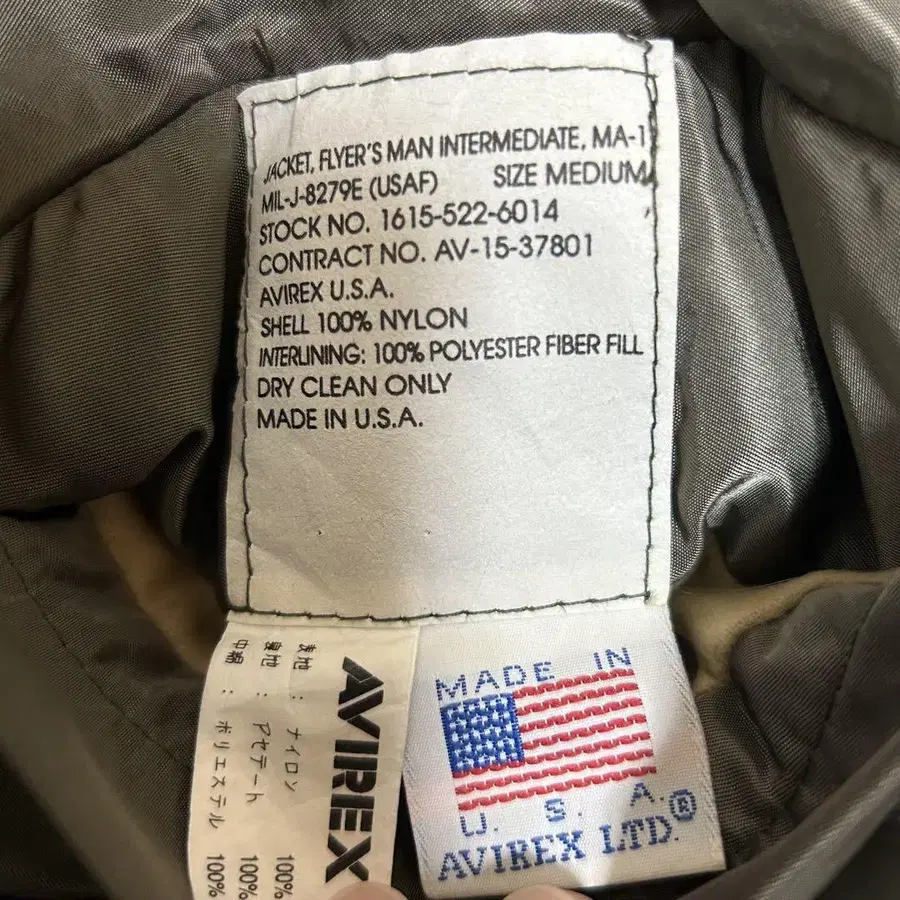 JACKET, FLYER'S MAN INTERMEDIATE, MA-1
MIL-J-8279E (USAF) SIZE MEDIUM
STOCK NO. 1615-522-6014
CONTRACT NO. AV-15-37801
AVIREX U.S.A.
SHELL 100% NYLON
INTERLINING: 100% POLYESTER FIBER FILL
DRY CLEAN ONLY
MADE IN U.S.A.
AVIREX
表地 : ナイロン 100%
裏地 : アセテート 100%
中綿 : ポリエステル 100%
MADE IN
U. S. A.
AVIREX LTD.®